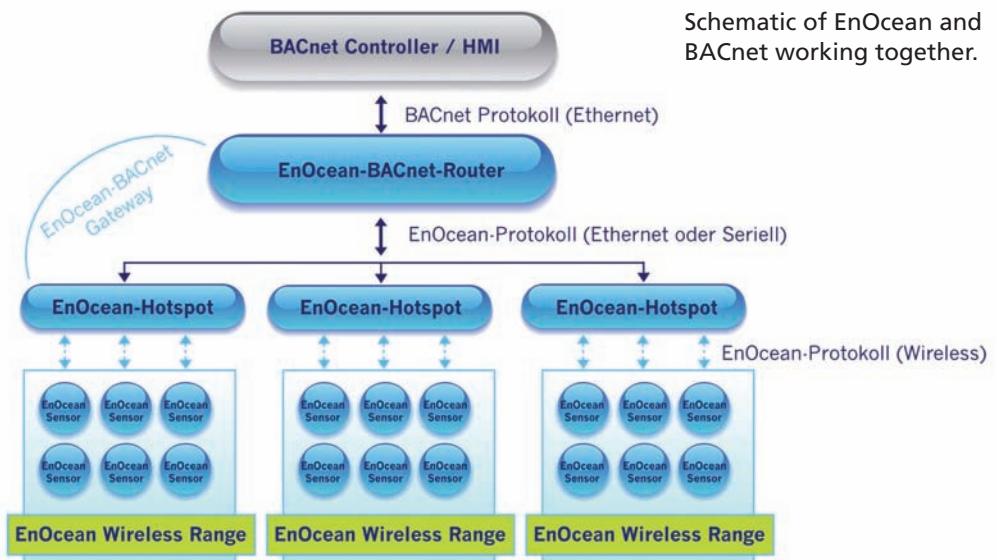 Schematic of EnOcean and
BACnet working together.
BACnet Controller / HMI
BACnet Protokoll (Ethernet)
EnOcean-BACnet-Router
EnOcean-BACnet
Gateway
EnOcean-Protokoll (Ethernet oder Seriell)
EnOcean-Hotspot
EnOcean-Hotspot
EnOcean-Hotspot
EnOcean-Protokoll (Wireless)
EnOcean
Sensor
EnOcean
Sensor
EnOcean
Sensor
EnOcean
Sensor
EnOcean
Sensor
EnOcean
Sensor
EnOcean
Sensor
EnOcean
Sensor
EnOcean
Sensor
EnOcean
Sensor
EnOcean
Sensor
EnOcean
Sensor
EnOcean
Sensor
EnOcean
Sensor
EnOcean
Sensor
EnOcean
Sensor
EnOcean
Sensor
EnOcean
Sensor
EnOcean Wireless Range
EnOcean Wireless Range
EnOcean Wireless Range